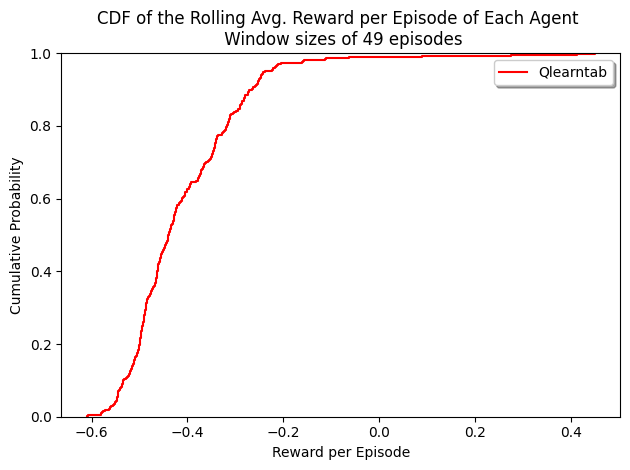 CDF of the Rolling Avg. Reward per Episode of Each Agent
Window sizes of 49 episodes
1.0
Qlearntab
0.8
0.6
0.4
0.2
0.0
Cumulative Probability
−0.6 −0.4 −0.2 0.0 0.2 0.4
Reward per Episode